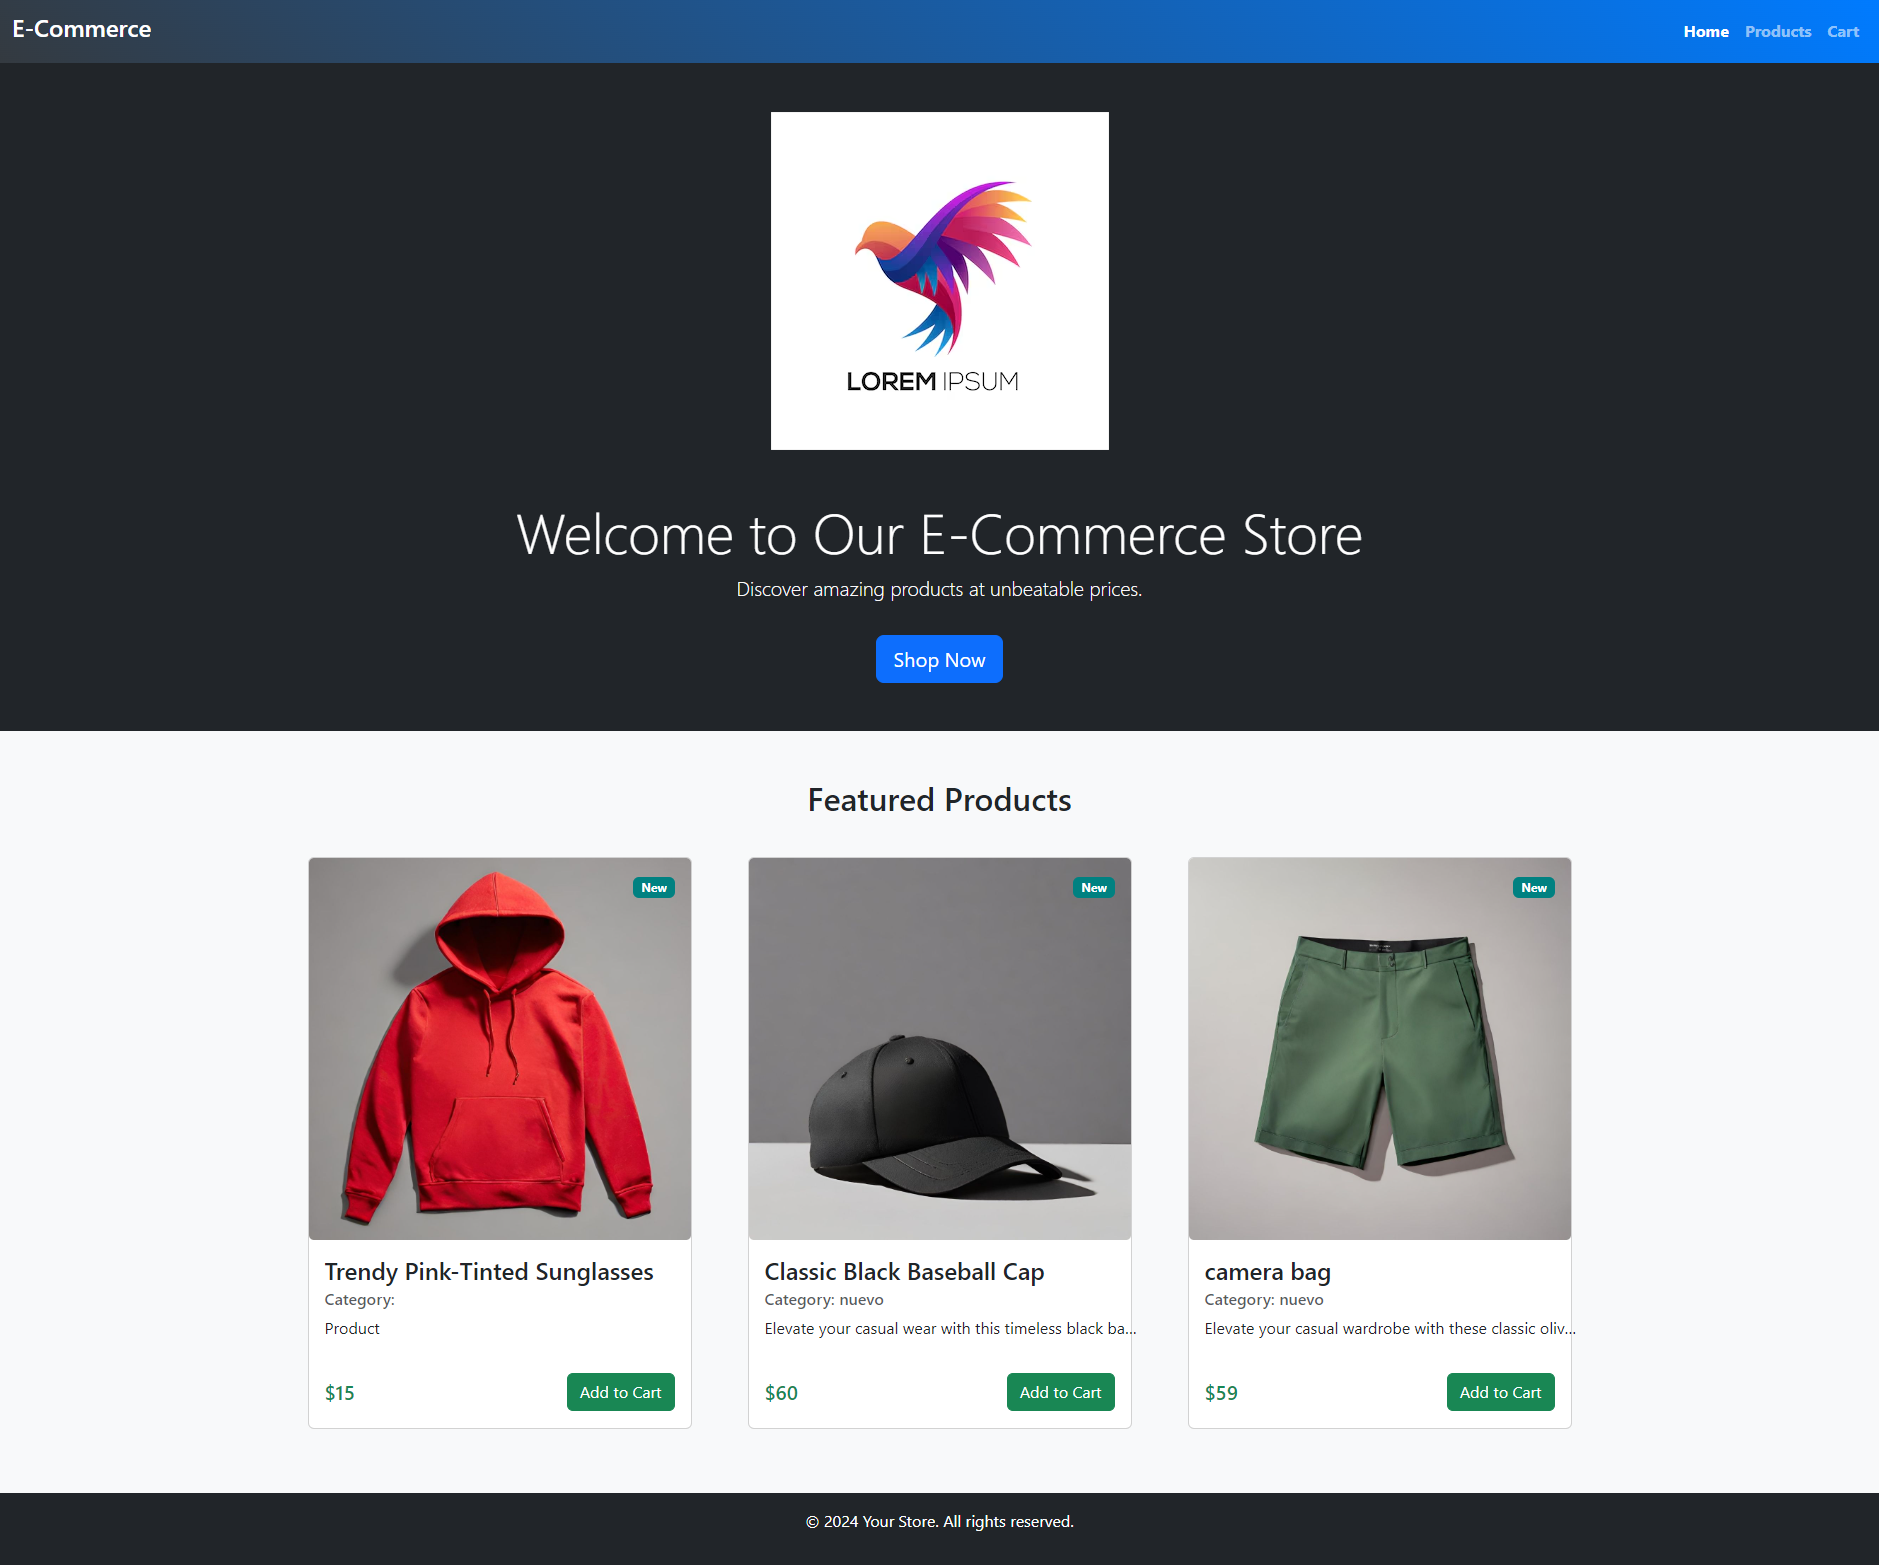 E-Commerce
Home Products Cart
LOREM IPSUM
Welcome to Our E-Commerce Store
Discover amazing products at unbeatable prices.
Shop Now
Featured Products
New
New
New
Trendy Pink-Tinted Sunglasses
Category:
Product
$15
Add to Cart
Classic Black Baseball Cap
Category: nuevo
Elevate your casual wear with this timeless black ba...
$60
Add to Cart
camera bag
Category: nuevo
Elevate your casual wardrobe with these classic oliv...
$59
Add to Cart
© 2024 Your Store. All rights reserved.